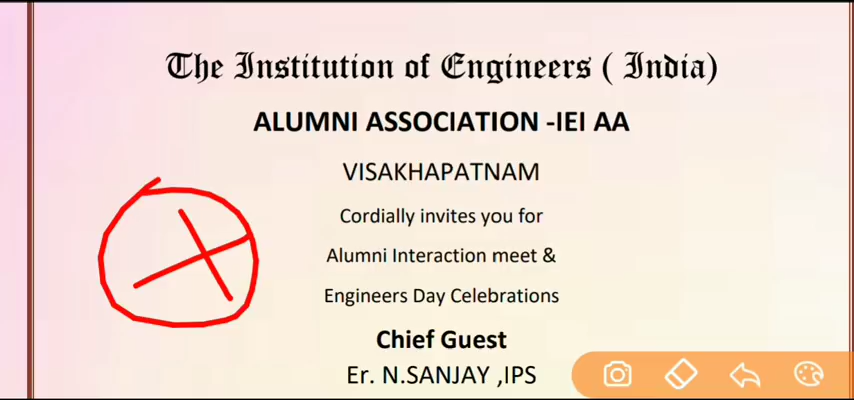 The Institution of Engineers ( India)
ALUMNI ASSOCIATION -IEI AA
VISAKHAPATNAM
Cordially invites you for
Alumni Interaction meet &
Engineers Day Celebrations
Chief Guest
Er. N.SANJAY ,IPS